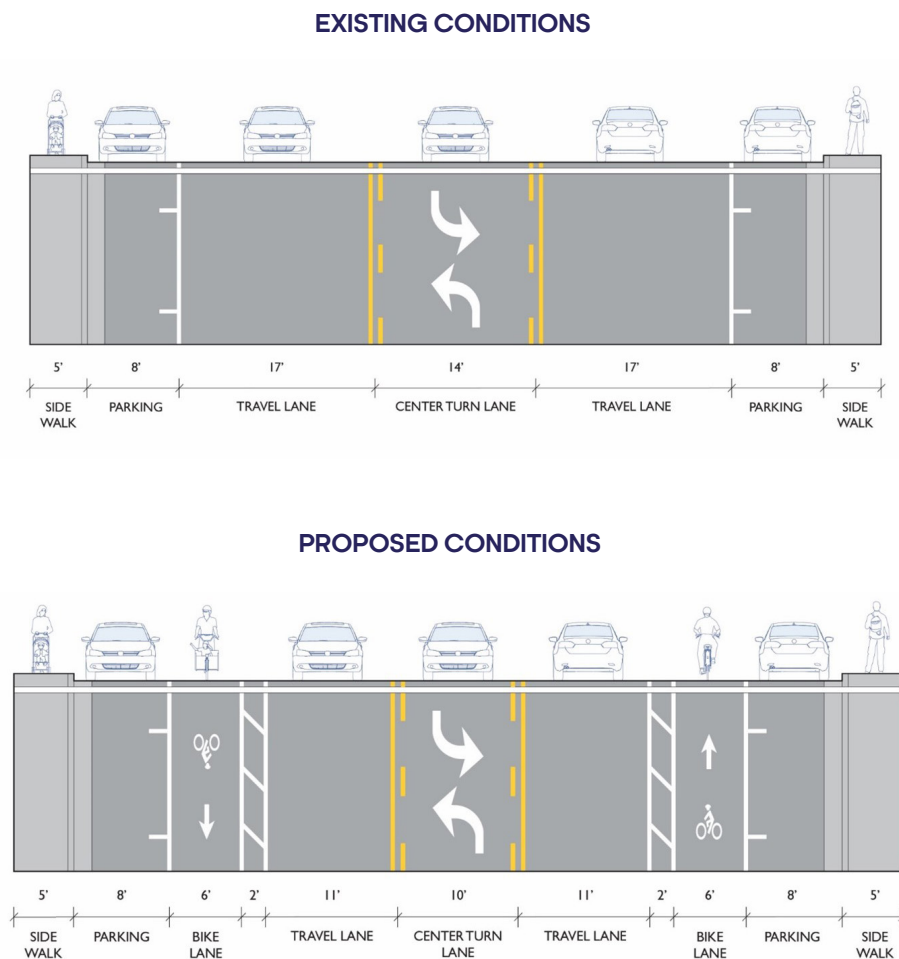 EXISTING CONDITIONS
5' 8' 17' 14' 17' 8' 5'
SIDE WALK PARKING TRAVEL LANE CENTER TURN LANE TRAVEL LANE PARKING SIDE WALK
PROPOSED CONDITIONS
5' 8' 6' 2' 11' 10' 11' 2' 6' 8' 5'
SIDE WALK PARKING BIKE LANE TRAVEL LANE CENTER TURN LANE TRAVEL LANE BIKE LANE PARKING SIDE WALK